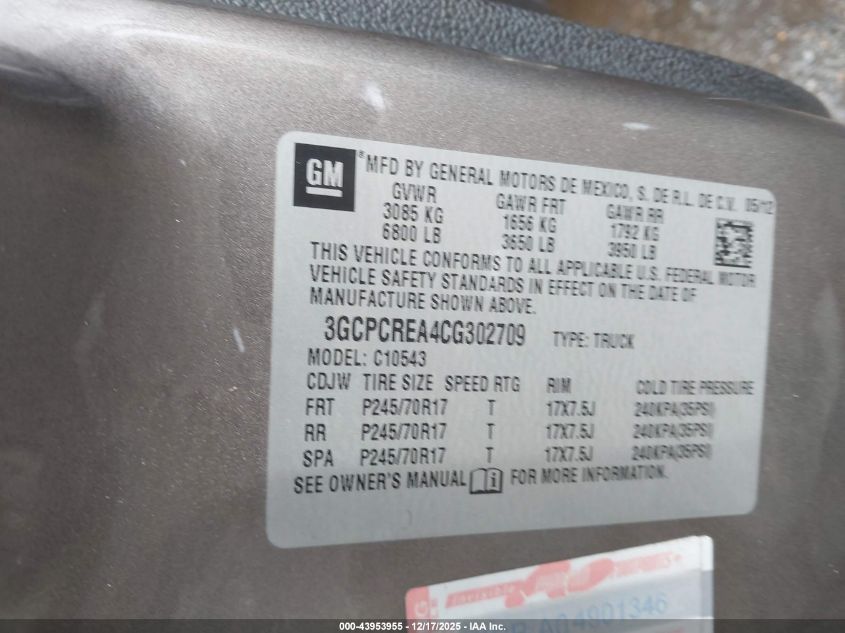 GM ® MFD BY GENERAL MOTORS DE MEXICO, S. DE R.L. DE C.V. 05/12
GVWR GAWR FRT GAWR RR
3085 KG 1656 KG 1792 KG
6800 LB 3650 LB 3950 LB
THIS VEHICLE CONFORMS TO ALL APPLICABLE U.S. FEDERAL MOTOR
VEHICLE SAFETY STANDARDS IN EFFECT ON THE DATE OF
MANUFACTURE SHOWN ABOVE.
3GCPCREA4CG302709 TYPE: TRUCK
MODEL: C10543
CDJW TIRE SIZE SPEED RTG RIM COLD TIRE PRESSURE
FRT P245/70R17 T 17X7.5J 240KPA(35PSI)
RR P245/70R17 T 17X7.5J 240KPA(35PSI)
SPA P245/70R17 T 17X7.5J 240KPA(35PSI)
SEE OWNER'S MANUAL i FOR MORE INFORMATION.
Invisible
A04901346
000-43953955 - 12/17/2025 - IAA Inc.